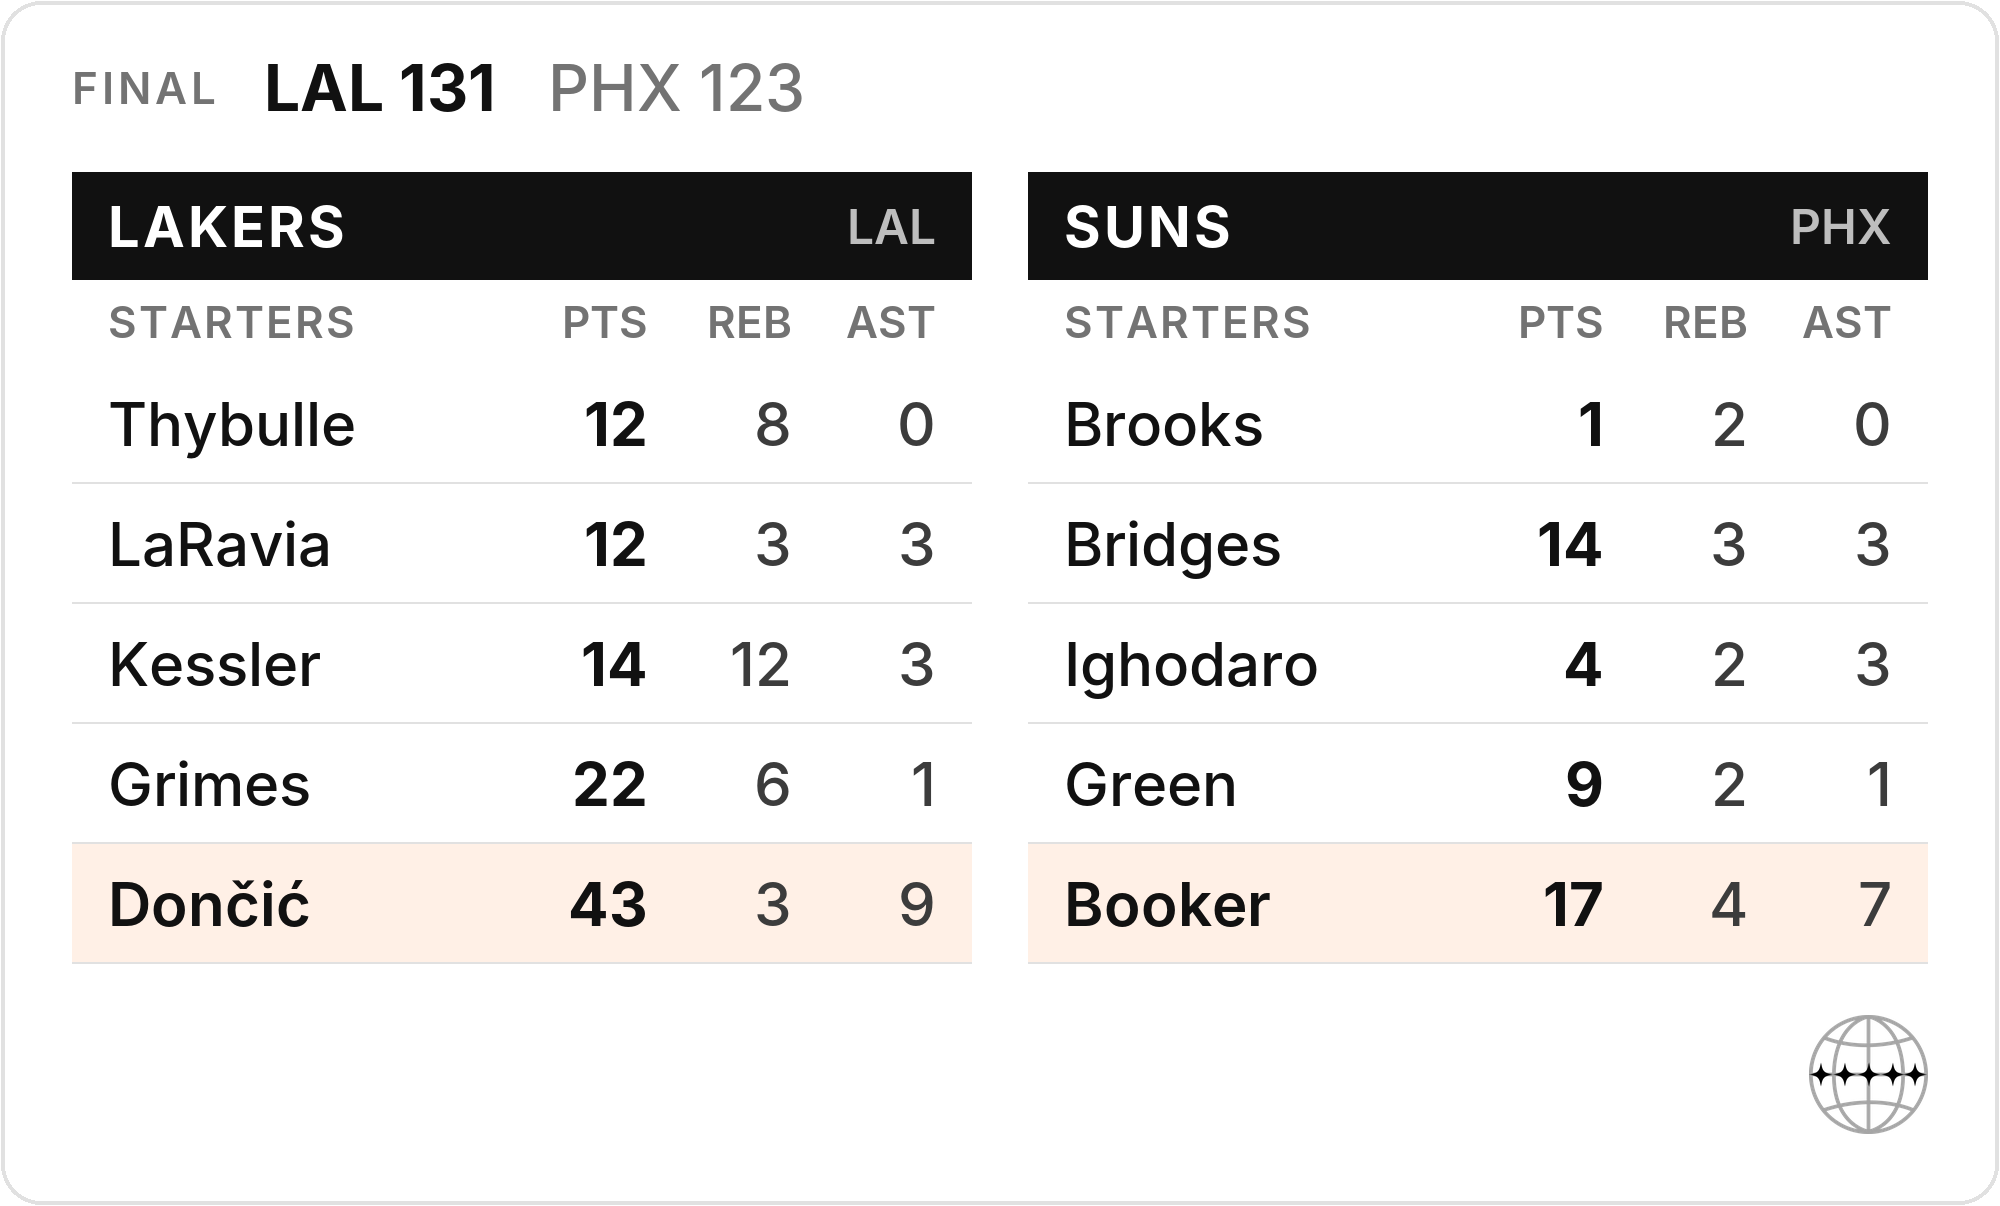 FINAL LAL 131 PHX 123
LAKERS LAL
STARTERS PTS REB AST
Thybulle 12 8 0
LaRavia 12 3 3
Kessler 14 12 3
Grimes 22 6 1
Dončić 43 3 9
SUNS PHX
STARTERS PTS REB AST
Brooks 1 2 0
Bridges 14 3 3
Ighodaro 4 2 3
Green 9 2 1
Booker 17 4 7